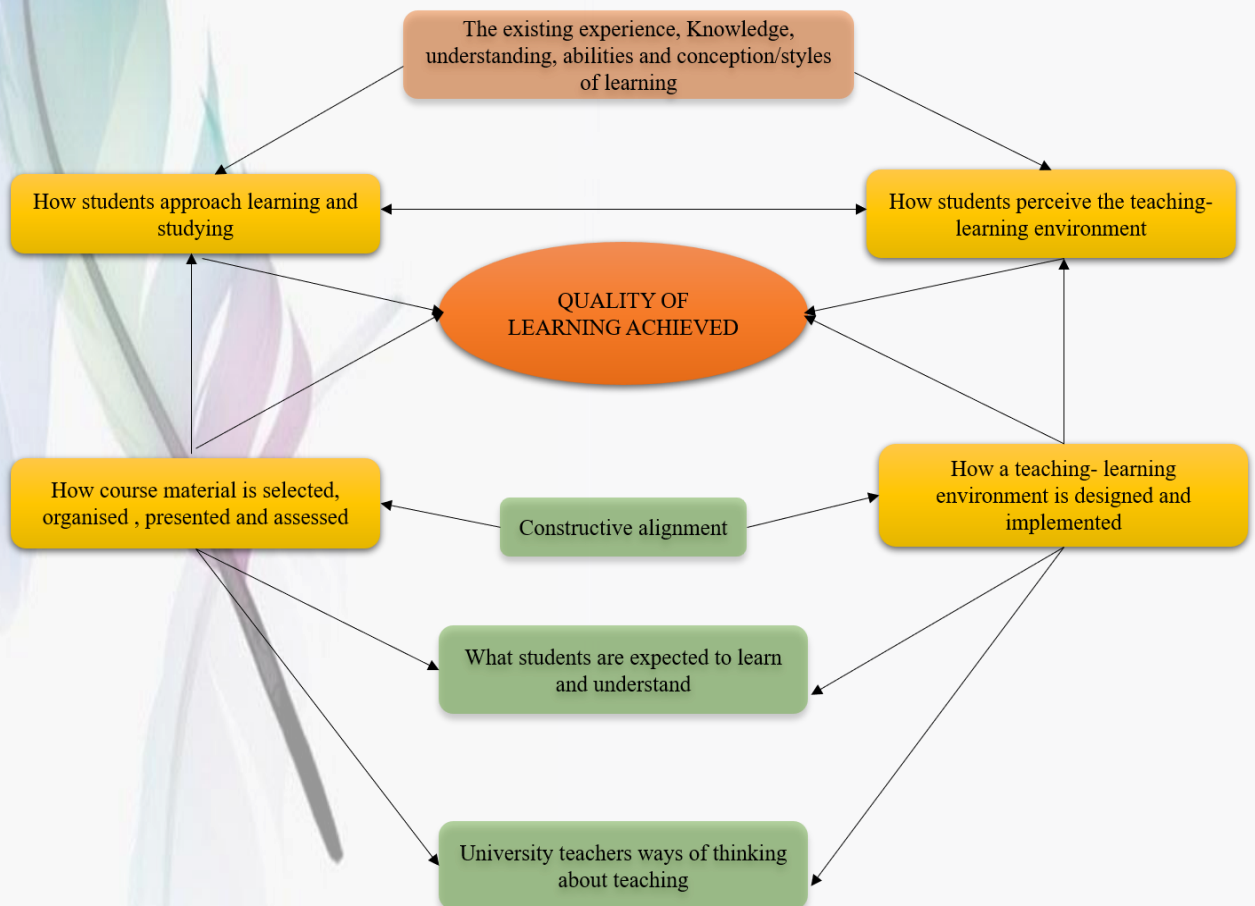 The existing experience, Knowledge,
understanding, abilities and conception/styles
of learning
How students approach learning and
studying
How students perceive the teaching-
learning environment
QUALITY OF
LEARNING ACHIEVED
How course material is selected,
organised , presented and assessed
Constructive alignment
How a teaching- learning
environment is designed and
implemented
What students are expected to learn
and understand
University teachers ways of thinking
about teaching